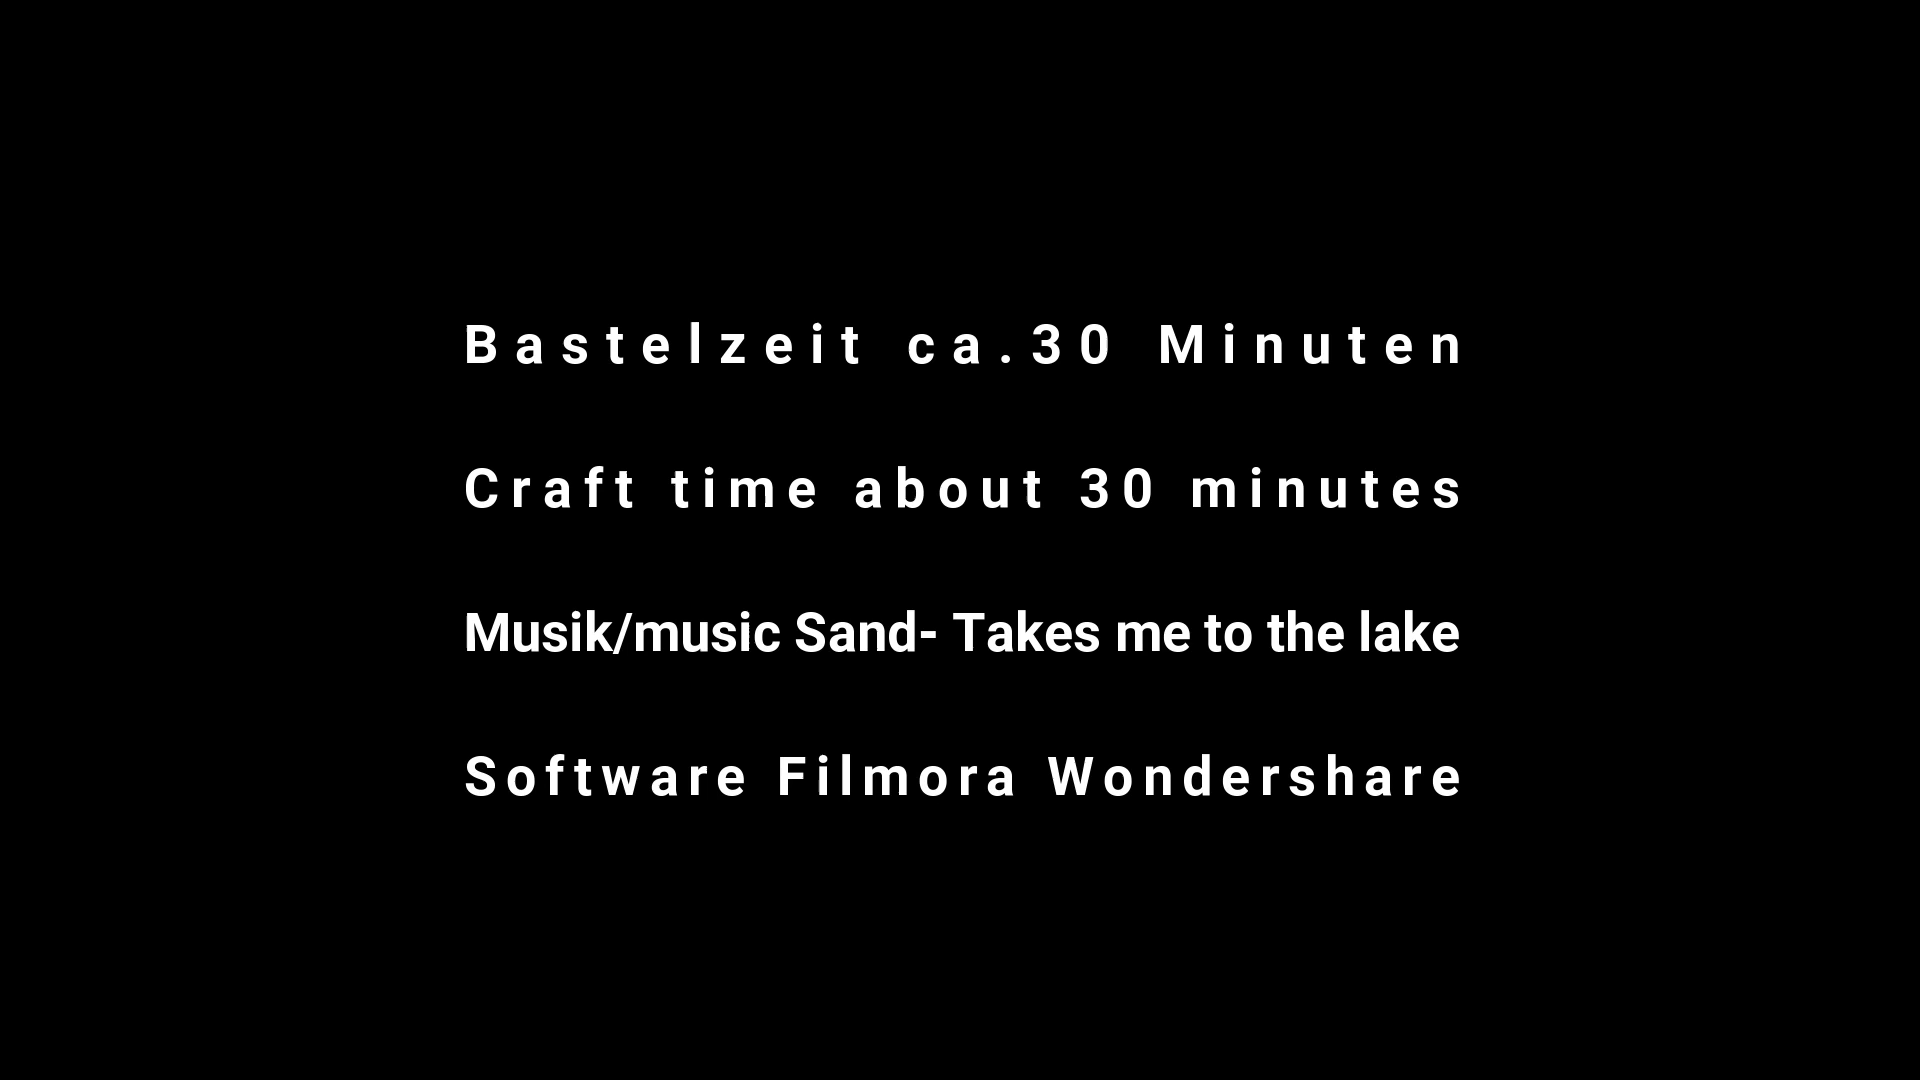 Bastelzeit ca.30 Minuten
Craft time about 30 minutes
Musik/music Sand- Takes me to the lake
Software Filmora Wondershare